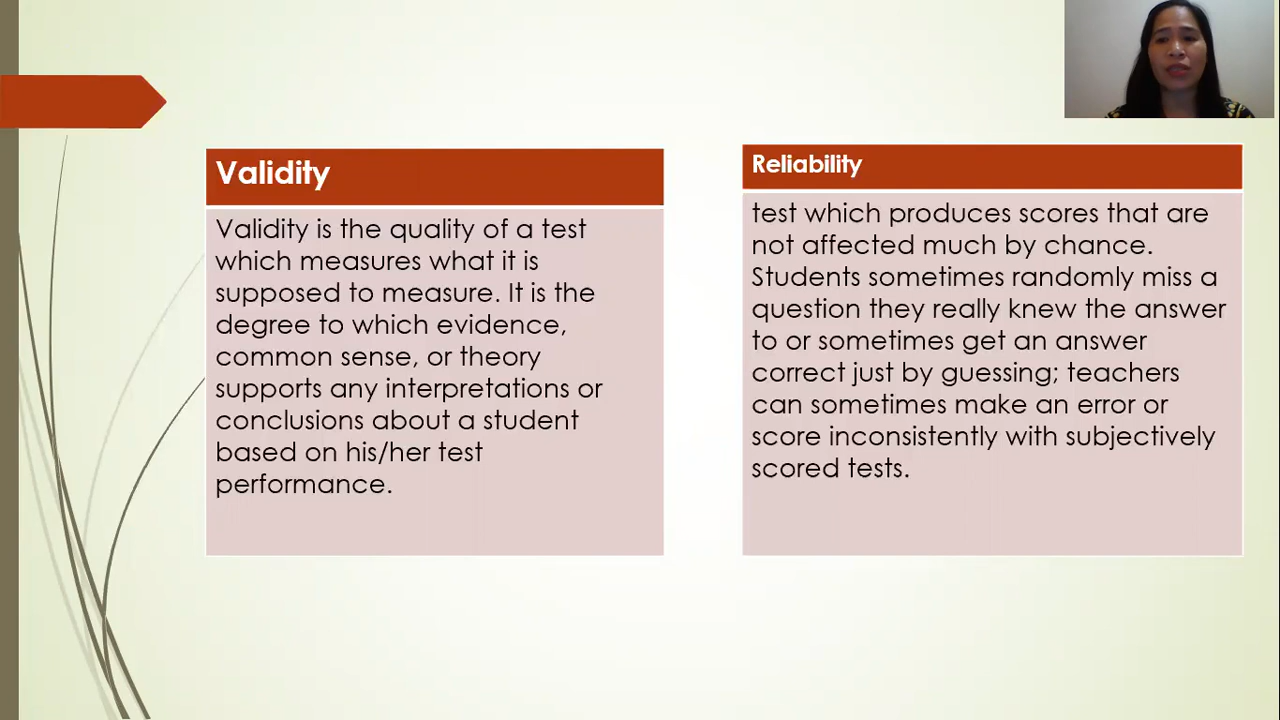 Validity
Validity is the quality of a test
which measures what it is
supposed to measure. It is the
degree to which evidence,
common sense, or theory
supports any interpretations or
conclusions about a student
based on his/her test
performance.
Reliability
test which produces scores that are
not affected much by chance.
Students sometimes randomly miss a
question they really knew the answer
to or sometimes get an answer
correct just by guessing; teachers
can sometimes make an error or
score inconsistently with subjectively
scored tests.